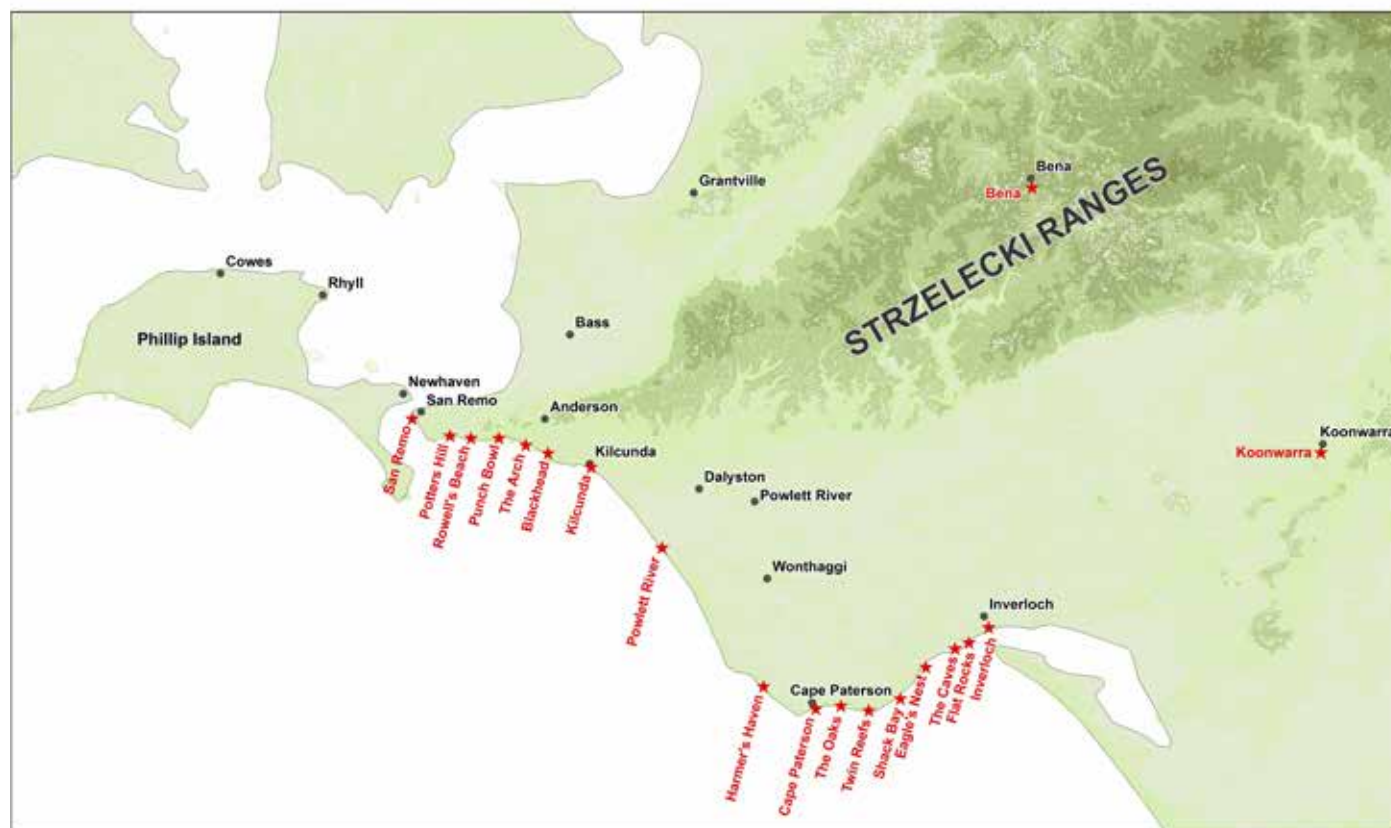 Bena
Bena
Grantville
STRZELECKI RANGES
Cowes
Rhyll
Phillip Island
Bass
Newhaven
San Remo
Anderson
Kilcunda
Koonwarra
Koonwarra
Dalyston
Powlett River
Wonthaggi
Inverloch
Cape Paterson
San Remo
Potters Hill
Rowell's Beach
Punch Bowl
The Arch
Blackhead
Kilcunda
Powlett River
Harmer's Haven
Cape Paterson
The Oaks
Twin Reefs
Shack Bay
Eagle's Nest
The Caves
Flat Rocks
Inverloch